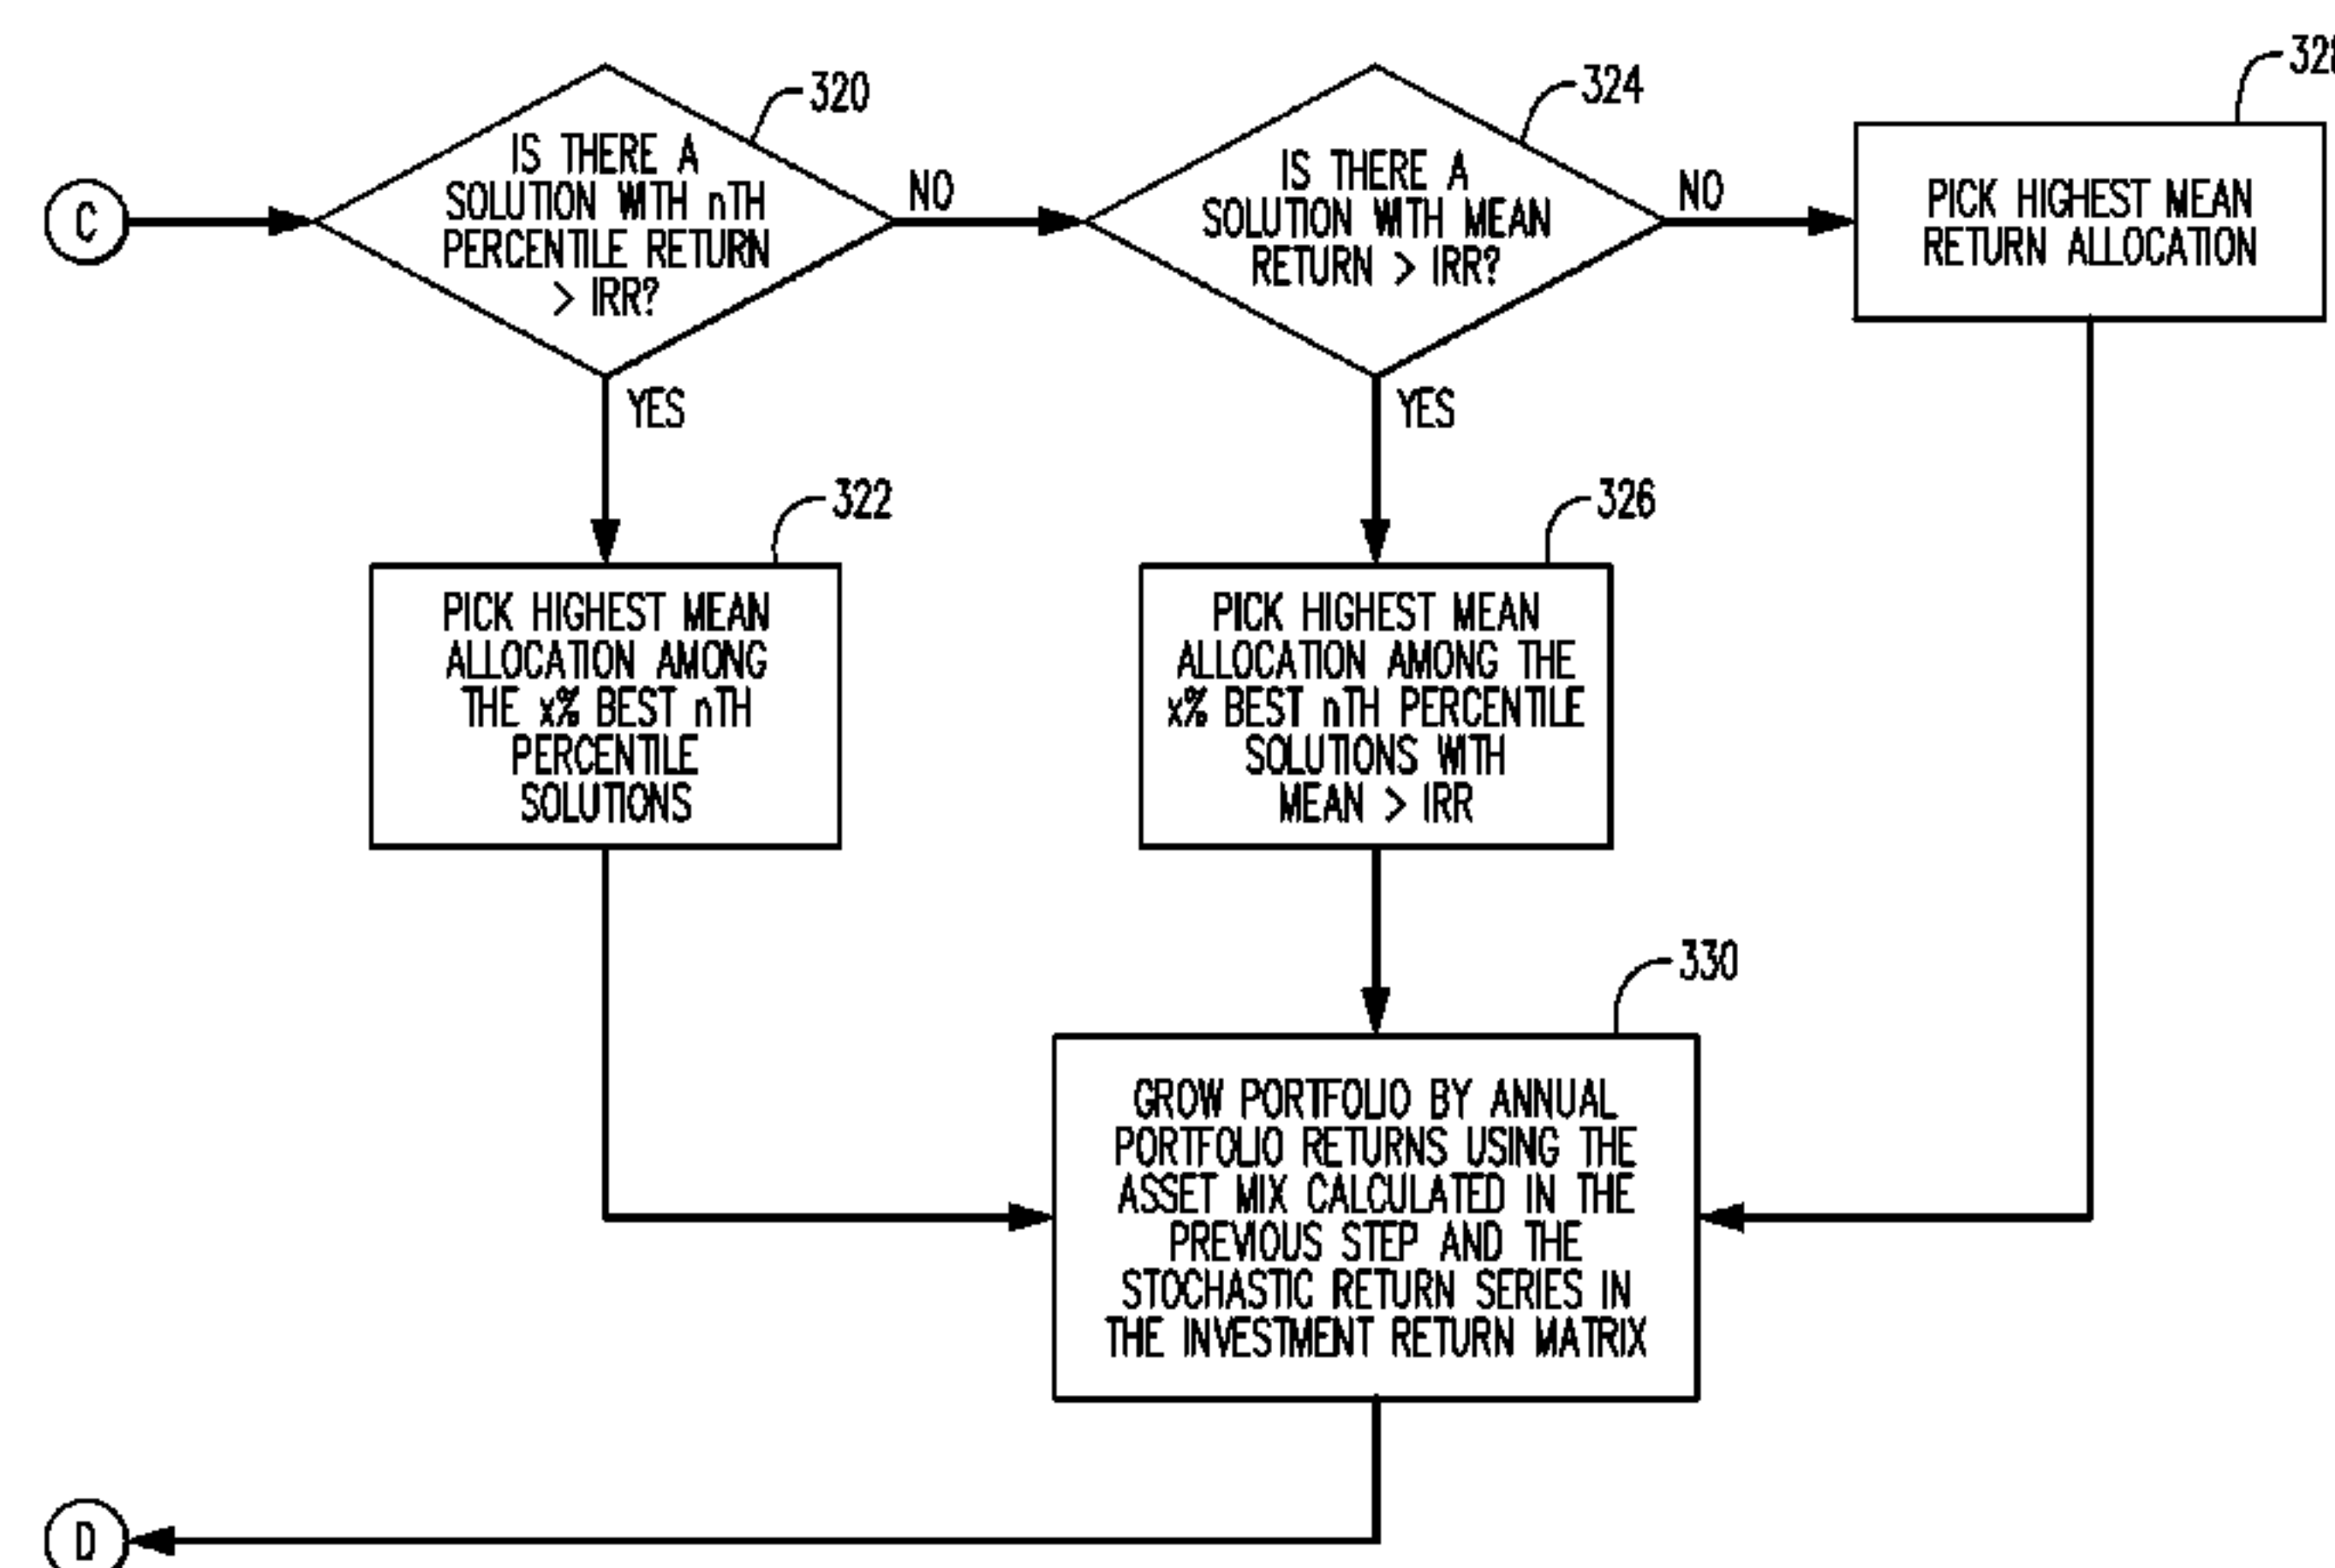 C
320
IS THERE A
SOLUTION WITH nTH
PERCENTILE RETURN
> IRR?
NO
YES
324
IS THERE A
SOLUTION WITH MEAN
RETURN > IRR?
NO
YES
328
PICK HIGHEST MEAN
RETURN ALLOCATION
322
PICK HIGHEST MEAN
ALLOCATION AMONG
THE x% BEST nTH
PERCENTILE
SOLUTIONS
326
PICK HIGHEST MEAN
ALLOCATION AMONG THE
x% BEST nTH PERCENTILE
SOLUTIONS WITH
MEAN > IRR
330
GROW PORTFOLIO BY ANNUAL
PORTFOLIO RETURNS USING THE
ASSET MIX CALCULATED IN THE
PREVIOUS STEP AND THE
STOCHASTIC RETURN SERIES IN
THE INVESTMENT RETURN MATRIX
D